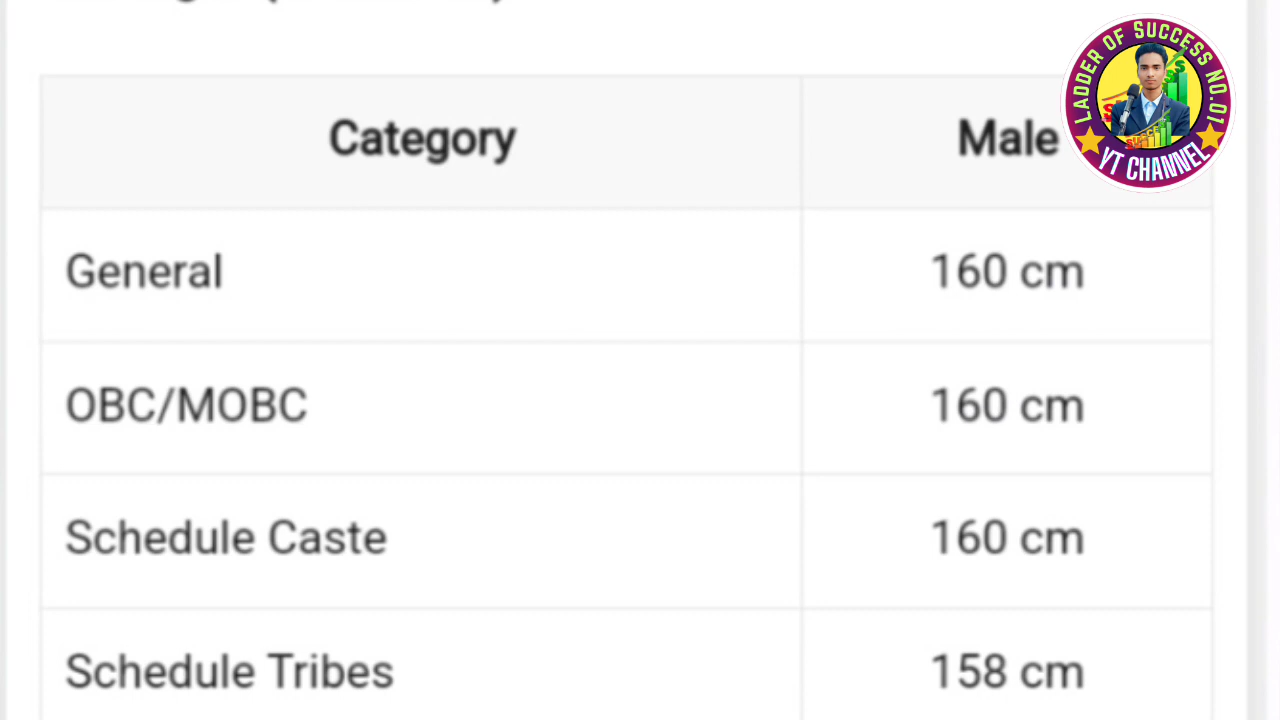 Category Male
General 160 cm
OBC/MOBC 160 cm
Schedule Caste 160 cm
Schedule Tribes 158 cm
LADDER OF SUCCESS NO.01
YT CHANNEL